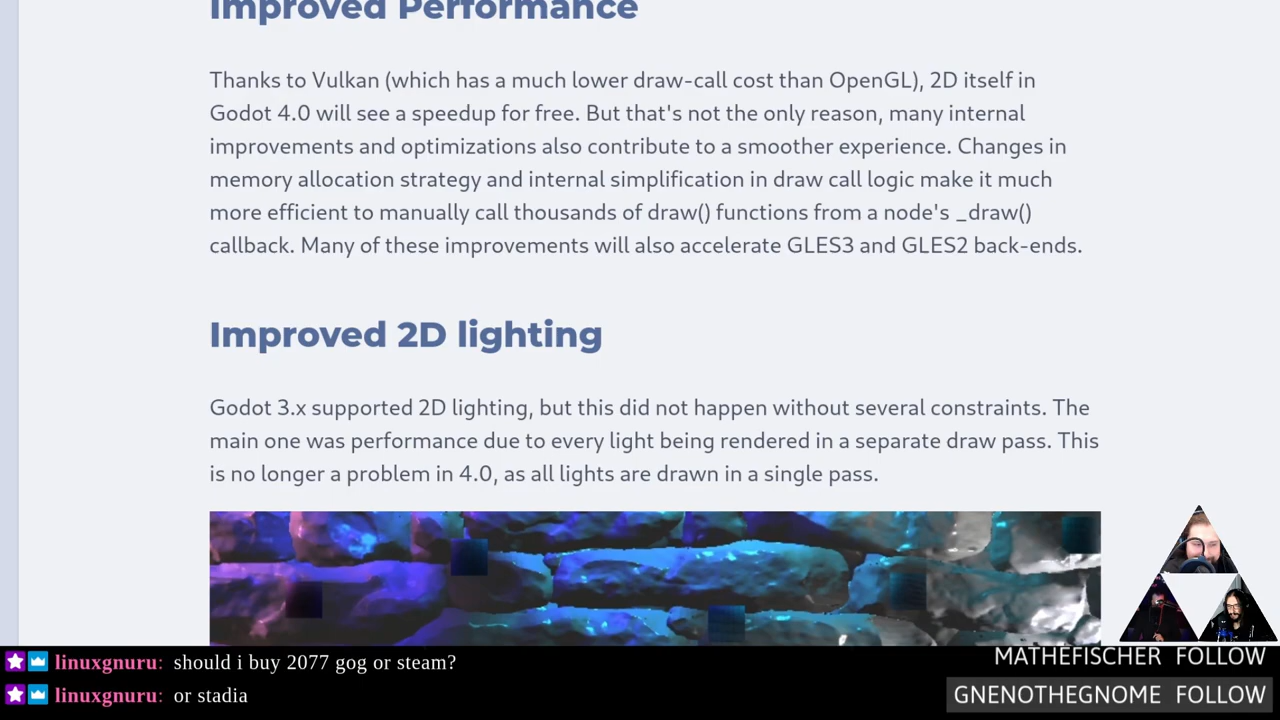 Improved Performance
Thanks to Vulkan (which has a much lower draw-call cost than OpenGL), 2D itself in
Godot 4.0 will see a speedup for free. But that's not the only reason, many internal
improvements and optimizations also contribute to a smoother experience. Changes in
memory allocation strategy and internal simplification in draw call logic make it much
more efficient to manually call thousands of draw() functions from a node's _draw()
callback. Many of these improvements will also accelerate GLES3 and GLES2 back-ends.
Improved 2D lighting
Godot 3.x supported 2D lighting, but this did not happen without several constraints. The
main one was performance due to every light being rendered in a separate draw pass. This
is no longer a problem in 4.0, as all lights are drawn in a single pass.
linuxgnuru: should i buy 2077 gog or steam?
linuxgnuru: or stadia
MATHEFISCHER FOLLOW
GNENOTHEGNOME FOLLOW